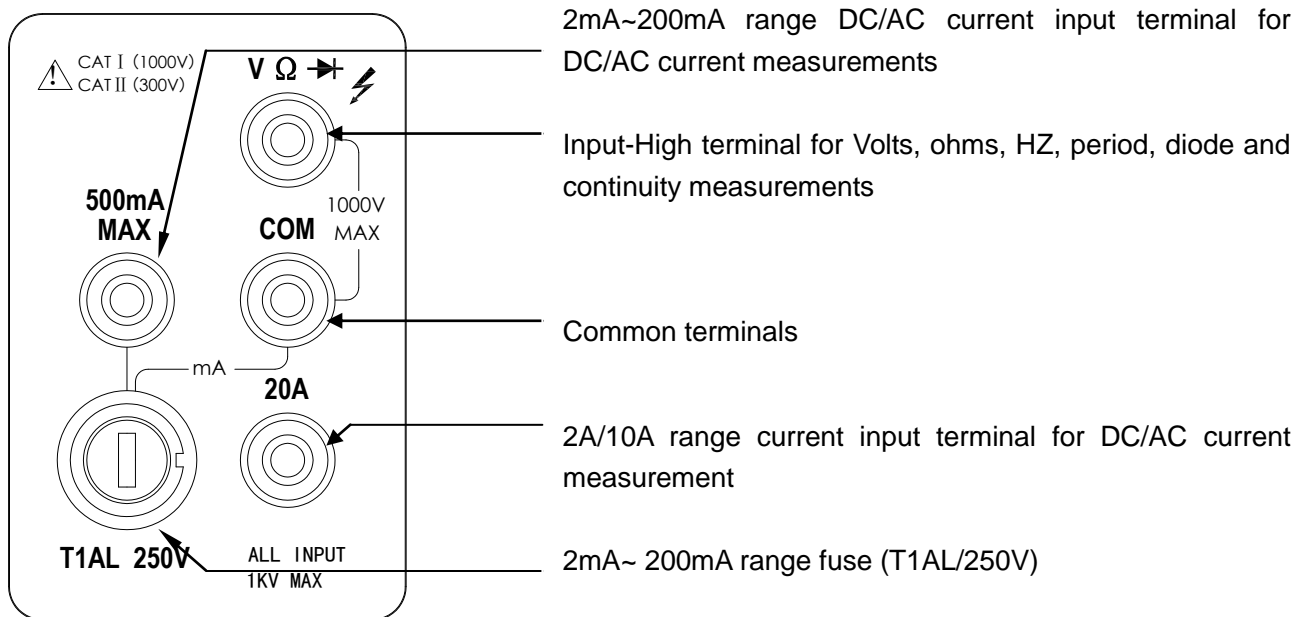 CAT I (1000V)
CAT II (300V)
V Ω
500mA
MAX
COM
1000V
MAX
mA
20A
T1AL 250V
ALL INPUT
1KV MAX
2mA~200mA range DC/AC current input terminal for
DC/AC current measurements
Input-High terminal for Volts, ohms, HZ, period, diode and
continuity measurements
Common terminals
2A/10A range current input terminal for DC/AC current
measurement
2mA~ 200mA range fuse (T1AL/250V)